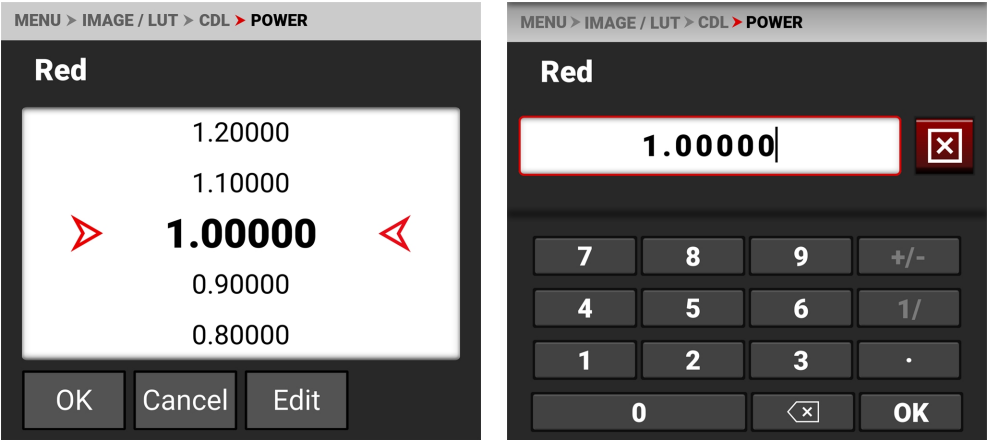 MENU > IMAGE / LUT > CDL > POWER
Red
1.20000
1.10000
1.00000
0.90000
0.80000
OK Cancel Edit
MENU > IMAGE / LUT > CDL > POWER
Red
1.00000
7 8 9 +/-
4 5 6 1/
1 2 3 .
0 OK